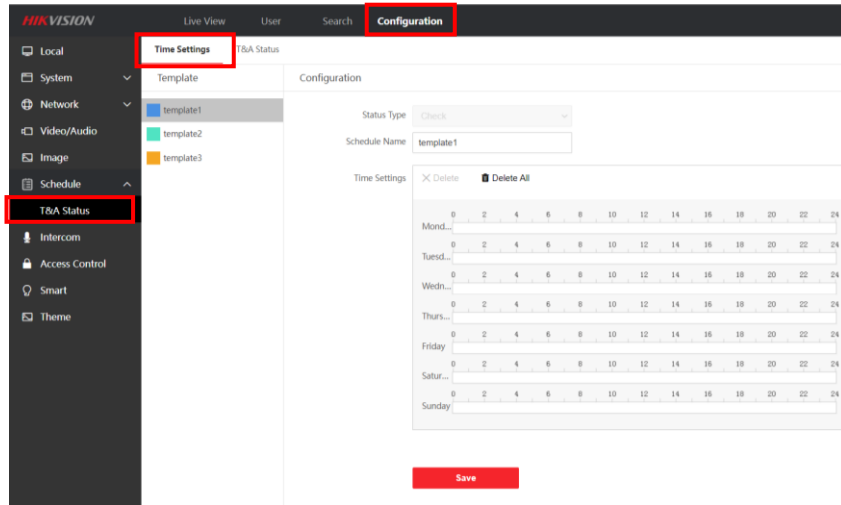 HIKVISION Live View User Search Configuration
Local
System
Network
Video/Audio
Image
Schedule
T&A Status
Intercom
Access Control
Smart
Theme
Time Settings T&A Status
Template
template1
template2
template3
Configuration
Status Type Check
Schedule Name template1
Time Settings Delete Delete All
0 2 4 6 8 10 12 14 16 18 20 22 24
Mond...
0 2 4 6 8 10 12 14 16 18 20 22 24
Tuesd...
0 2 4 6 8 10 12 14 16 18 20 22 24
Wedn...
0 2 4 6 8 10 12 14 16 18 20 22 24
Thurs...
0 2 4 6 8 10 12 14 16 18 20 22 24
Friday
0 2 4 6 8 10 12 14 16 18 20 22 24
Satur...
0 2 4 6 8 10 12 14 16 18 20 22 24
Sunday
Save